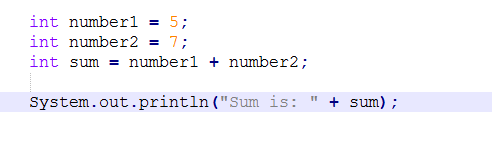 int number1 = 5;
int number2 = 7;
int sum = number1 + number2;
System.out.println("Sum is: " + sum);